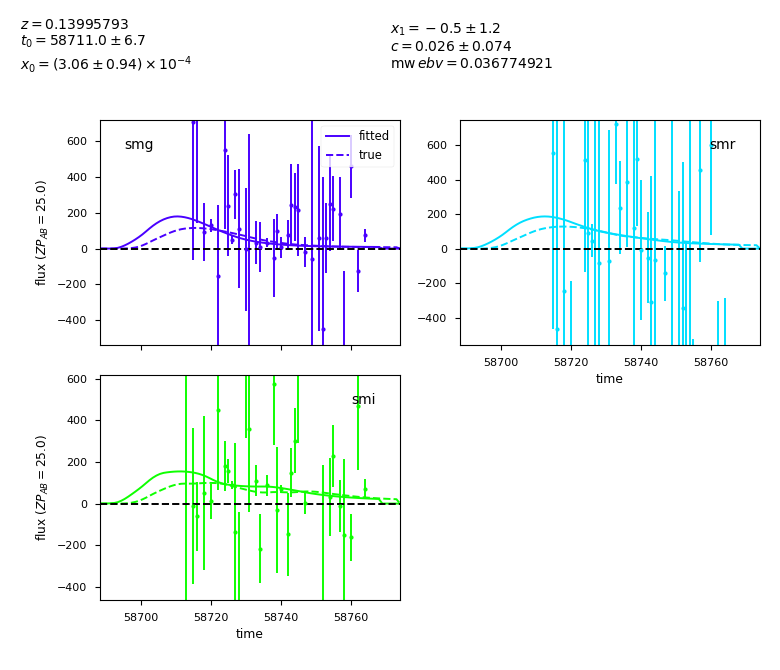 z = 0.13995793
t₀ = 58711.0 ± 6.7
x₀ = (3.06 ± 0.94) × 10⁻⁴
x₁ = −0.5 ± 1.2
c = 0.026 ± 0.074
mw ebv = 0.036774921
smg
fitted
true
600
400
200
0
−200
−400
flux (ZP_AB = 25.0)
smr
600
400
200
0
−200
−400
58700 58720 58740 58760
time
smi
600
400
200
0
−200
−400
flux (ZP_AB = 25.0)
58700 58720 58740 58760
time